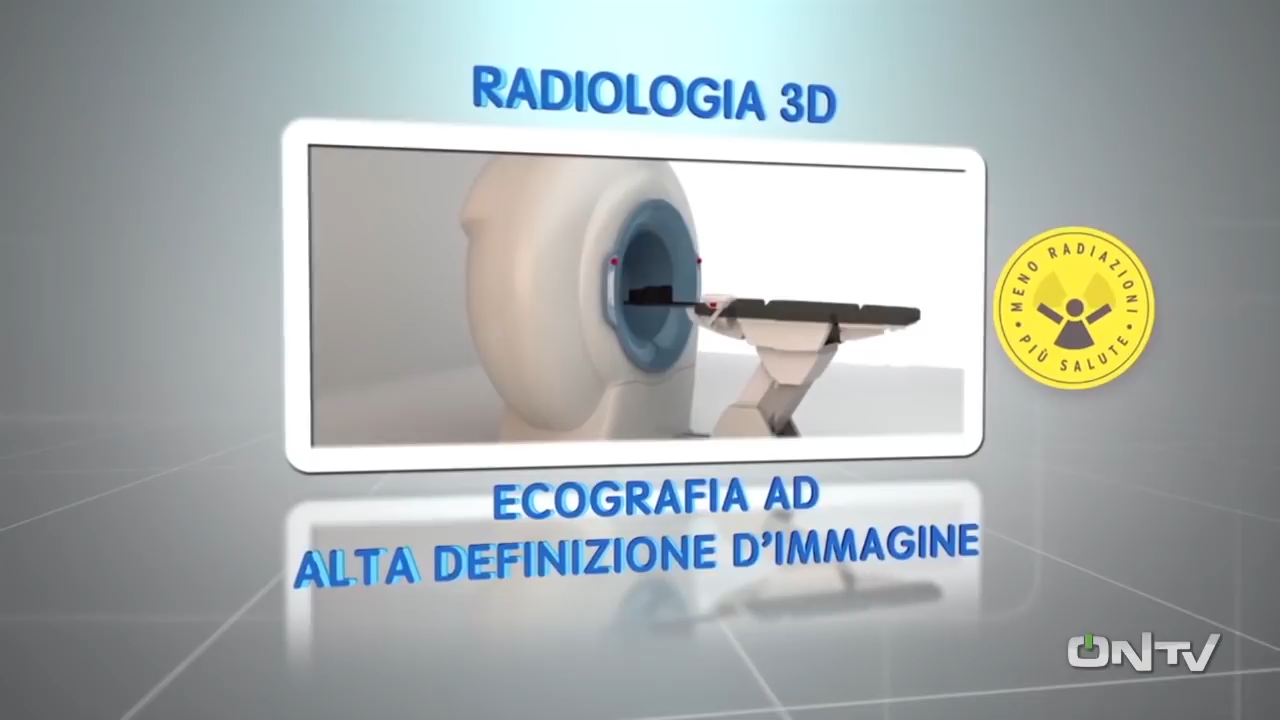 RADIOLOGIA 3D
MENO RADIAZIONI
• PIÙ SALUTE •
ECOGRAFIA AD
ALTA DEFINIZIONE D'IMMAGINE
ONTV